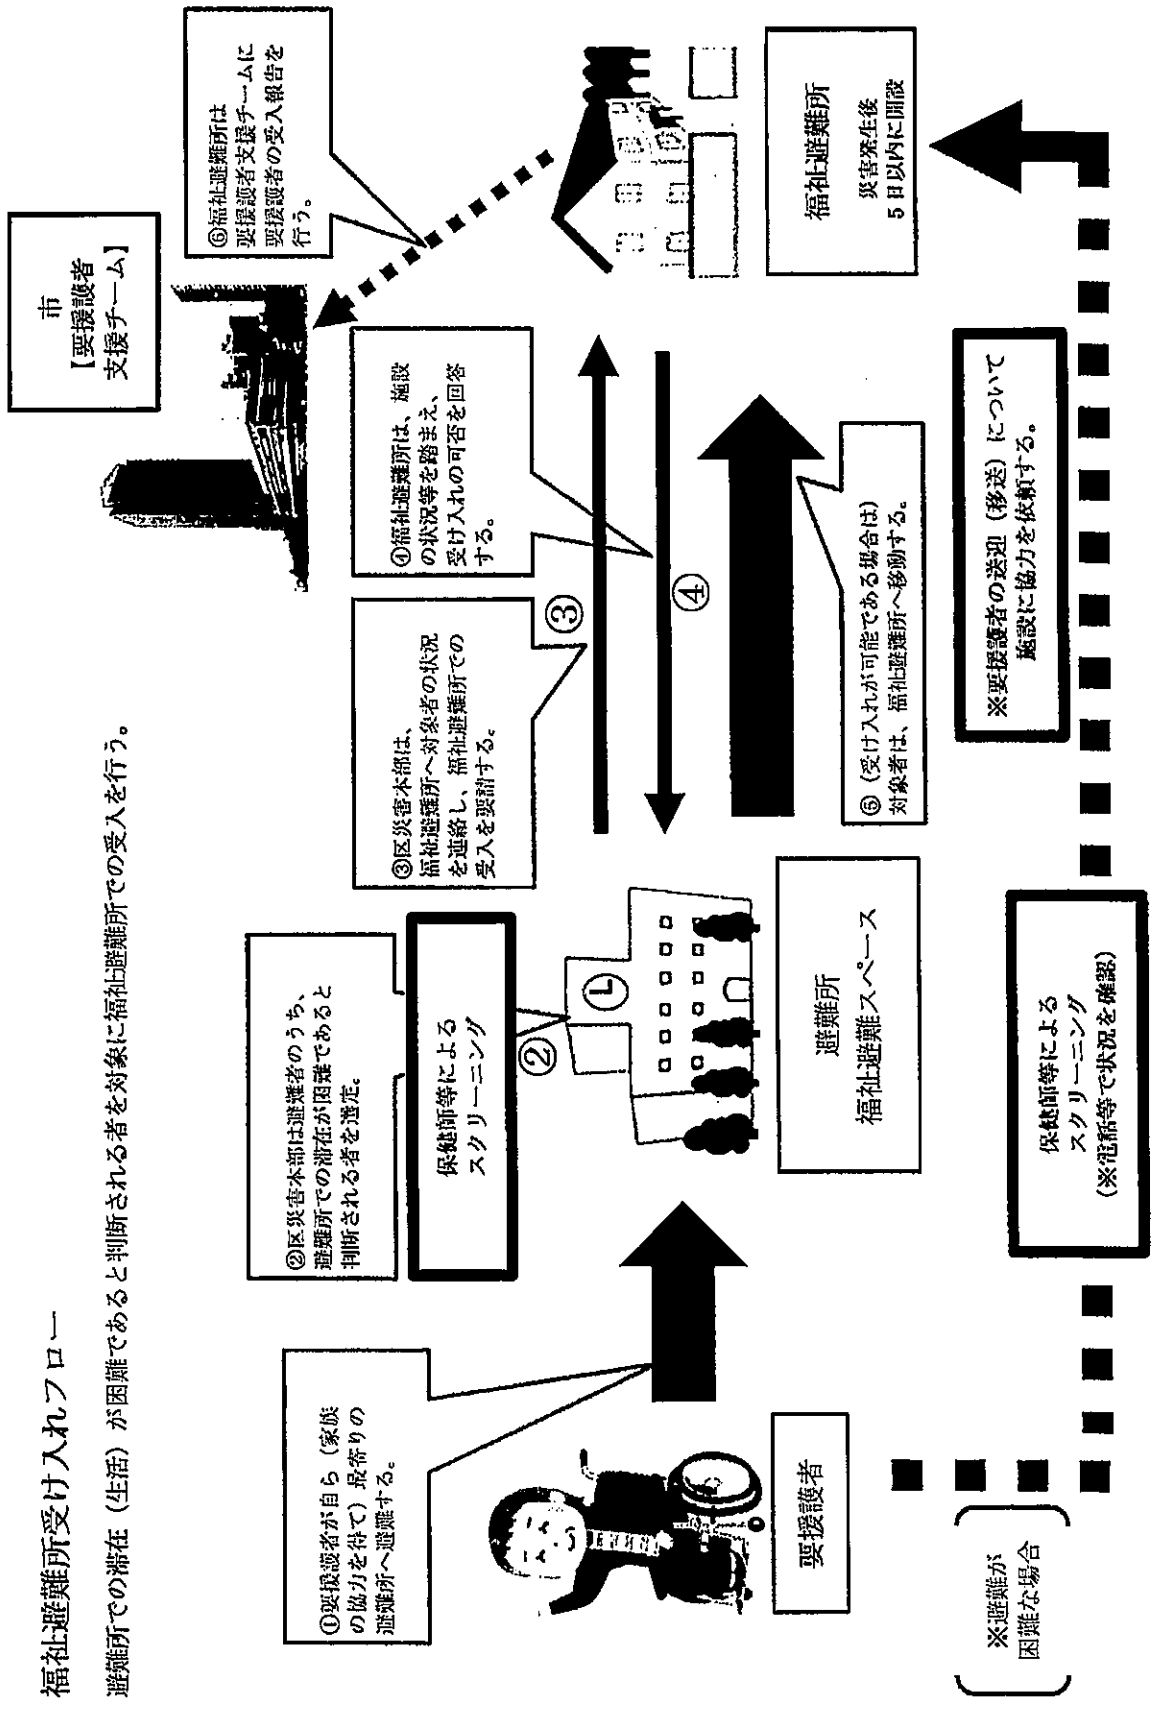 福祉避難所受け入れフロー
避難所での滞在（生活）が困難であると判断される者を対象に福祉避難所での受入を行う。
市
【要援護者
支援チーム】
⑥福祉避難所は
要援護者支援チームに
要援護者の受入報告を
行う。
①要援護者が自ら（家族
の協力を得て）最寄りの
避難所へ避難する。
②区災害本部は避難者のうち、
避難所での滞在が困難であると
判断される者を選定。
保健師等による
スクリーニング
②
③区災害本部は、
福祉避難所へ対象者の状況
を連絡し、福祉避難所での
受入を要請する。
③
④福祉避難所は、施設
の状況等を踏まえ、
受け入れの可否を回答
する。
④
⑤（受け入れが可能である場合は）
対象者は、福祉避難所へ移動する。
要援護者
避難所
福祉避難スペース
福祉避難所
災害発生後
５日以内に開設
※要援護者の送迎（移送）について
施設に協力を依頼する。
※避難が
困難な場合
保健師等による
スクリーニング
（※電話等で状況を確認）